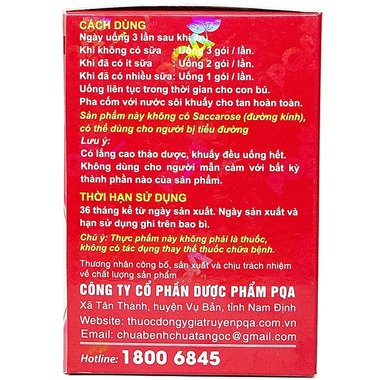 CÁCH DÙNG
Ngày uống 3 lần sau khi
Khi không có sữa : Uống 3 gói / lần.
Khi đã có ít sữa : Uống 2 gói / lần.
Khi đã có nhiều sữa: Uống 1 gói / lần.
Uống liên tục trong thời gian cho con bú.
Pha cốm với nước sôi khuấy cho tan hoàn toàn.
Sản phẩm này không có Saccarose (đường kính),
có thể dùng cho người bị tiểu đường
Lưu ý:
Có lắng cao thảo dược, khuấy đều uống hết.
Không dùng cho người mẫn cảm với bất kỳ
thành phần nào của sản phẩm.
THỜI HẠN SỬ DỤNG
36 tháng kể từ ngày sản xuất. Ngày sản xuất và
hạn sử dụng ghi trên bao bì.
Chú ý: Thực phẩm này không phải là thuốc,
không có tác dụng thay thế thuốc chữa bệnh.
Thương nhân công bố, sản xuất và chịu trách nhiệm
về chất lượng sản phẩm
CÔNG TY CỔ PHẦN DƯỢC PHẨM PQA
Xã Tân Thành, huyện Vụ Bản, tỉnh Nam Định
Website: thuocdongygiatruyenpqa.com.vn
Email: chuabenhchuatangoc@gmail.com
Hotline: 1800 6845